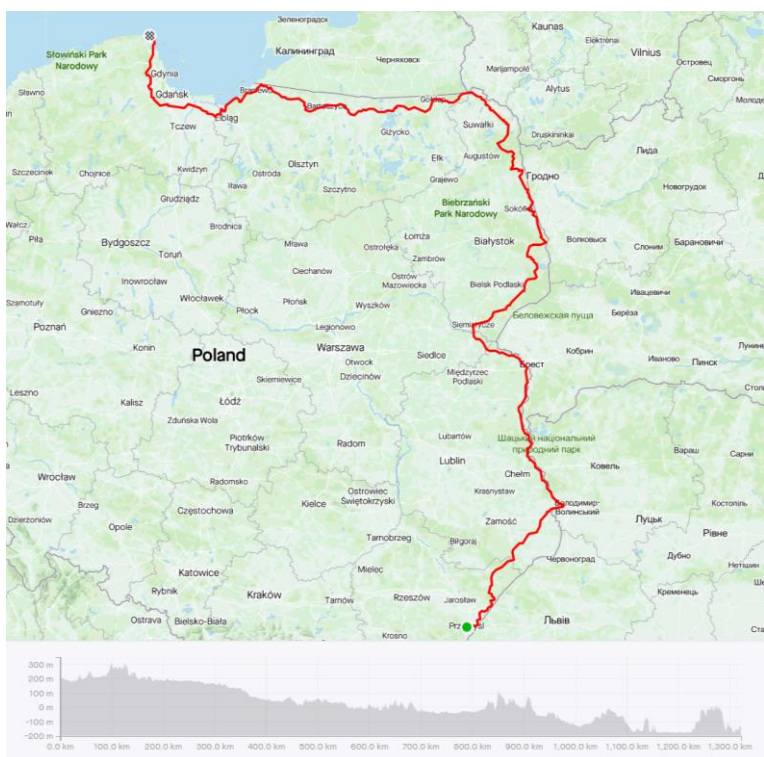 Зеленоградск
Kaunas
Elektrėnai
Vilnius
Островец
Słowiński Park
Narodowy
Калининград
Черняховск
Marijampolė
Сморгонь
Gdynia
Gdańsk
Alytus
Sławno
Elbląg
Suwałki
Druskininkai
Tczew
Giżycko
Лида
Szczecinek
Chojnice
Kwidzyn
Ostróda
Olsztyn
Ełk
Augustów
Гродно
Iława
Szczytno
Grajewo
Новогрудок
Grudziądz
Biebrzański
Park Narodowy
Wałcz
Piła
Brodnica
Łomża
Białystok
Волковыск
Слоним
Барановичи
Bydgoszcz
Toruń
Mława
Ostrołęka
Zambrów
Ciechanów
Ostrów
Mazowiecka
Bielsk Podlaski
Ивацевичи
Szamotuły
Inowrocław
Włocławek
Płońsk
Wyszków
Беловежская пуща
Берёза
Gniezno
Płock
Poznań
Legionowo
Siemiatycze
Konin
Poland
Warszawa
Siedlce
Брест
Кобрин
Иваново
Пинск
Otwock
Dziecinów
Międzyrzec
Podlaski
Skierniewice
Leszno
Kalisz
Łódź
Zduńska Wola
Lubartów
Шацький національний
природний парк
Piotrków
Trybunalski
Radom
Вараш
Сарни
Lublin
Chełm
Ковель
Wrocław
Radomsko
Krasnystaw
Ostrowiec
Świętokrzyski
Володимир-
Волинський
Костопіль
Brzeg
Częstochowa
Kielce
Zamość
Луцьк
Dzierżoniów
Opole
Рівне
Tarnobrzeg
Biłgoraj
Червоноград
Дубно
Нетішин
Katowice
Mielec
Rybnik
Kraków
Tarnów
Rzeszów
Jarosław
Кременець
Ostrava
Bielsko-Biała
Krosno
Львів
300 m
200 m
100 m
0 m
-100 m
-200 m
0.0 km
100.0 km
200.0 km
300.0 km
400.0 km
500.0 km
600.0 km
700.0 km
800.0 km
900.0 km
1,000.0 km
1,100.0 km
1,200.0 km
1,300.0 km